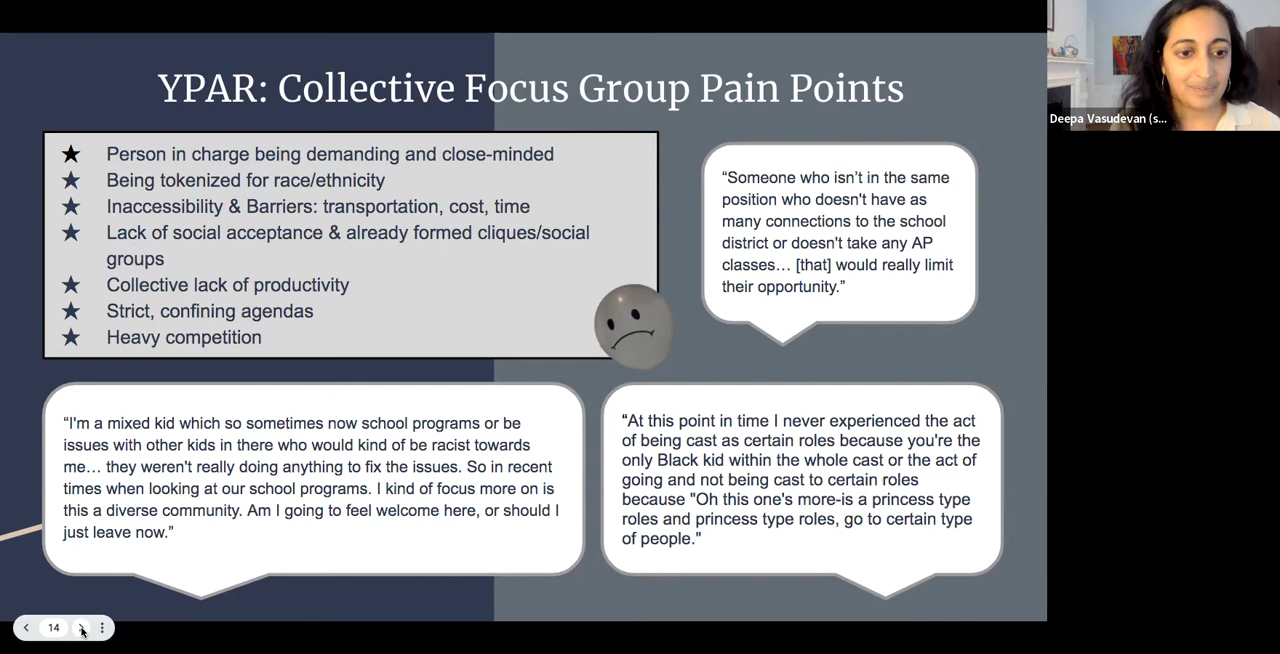 YPAR: Collective Focus Group Pain Points
★ Person in charge being demanding and close-minded
★ Being tokenized for race/ethnicity
★ Inaccessibility & Barriers: transportation, cost, time
★ Lack of social acceptance & already formed cliques/social
groups
★ Collective lack of productivity
★ Strict, confining agendas
★ Heavy competition
“Someone who isn’t in the same
position who doesn't have as
many connections to the school
district or doesn't take any AP
classes… [that] would really limit
their opportunity.”
“I'm a mixed kid which so sometimes now school programs or be
issues with other kids in there who would kind of be racist towards
me… they weren't really doing anything to fix the issues. So in recent
times when looking at our school programs. I kind of focus more on is
this a diverse community. Am I going to feel welcome here, or should I
just leave now.”
“At this point in time I never experienced the act
of being cast as certain roles because you're the
only Black kid within the whole cast or the act of
going and not being cast to certain roles
because "Oh this one's more-is a princess type
roles and princess type roles, go to certain type
of people."
Deepa Vasudevan (s...
14